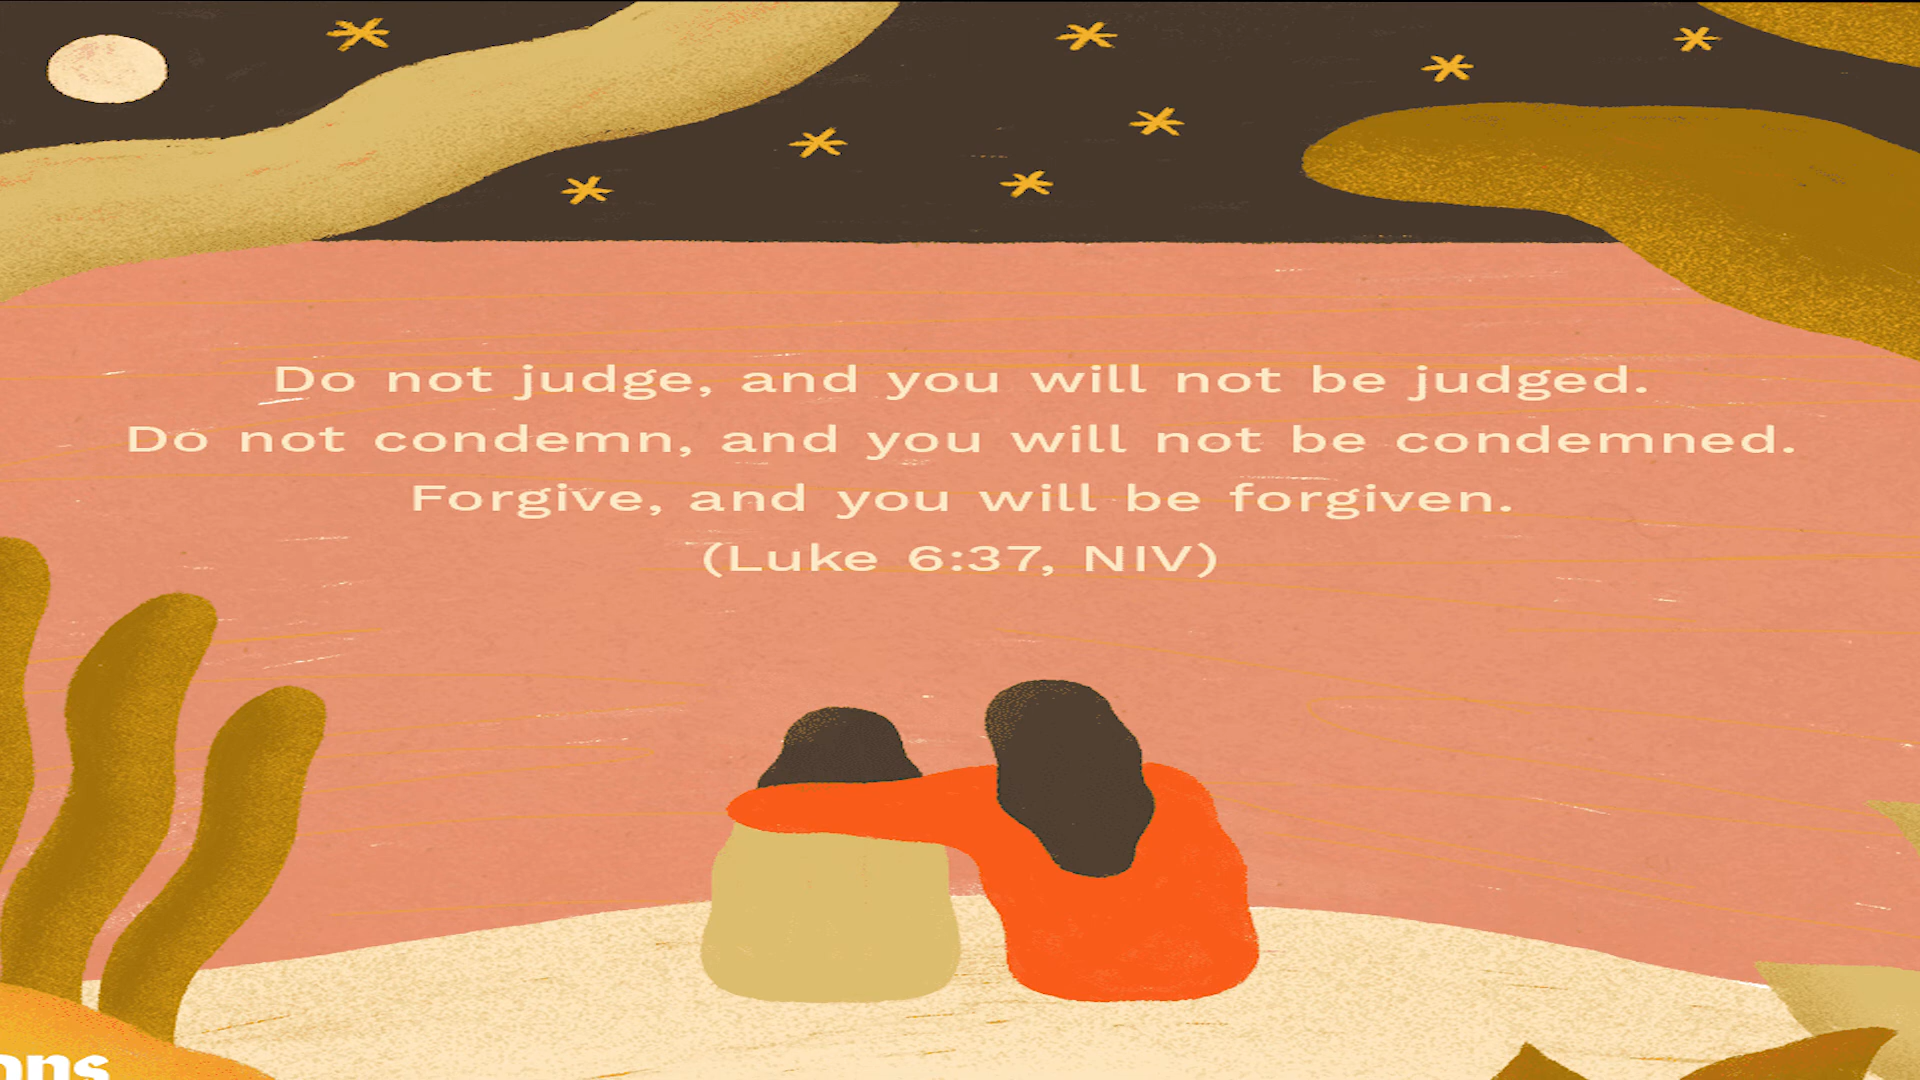 Do not judge, and you will not be judged.
Do not condemn, and you will not be condemned.
Forgive, and you will be forgiven.
(Luke 6:37, NIV)